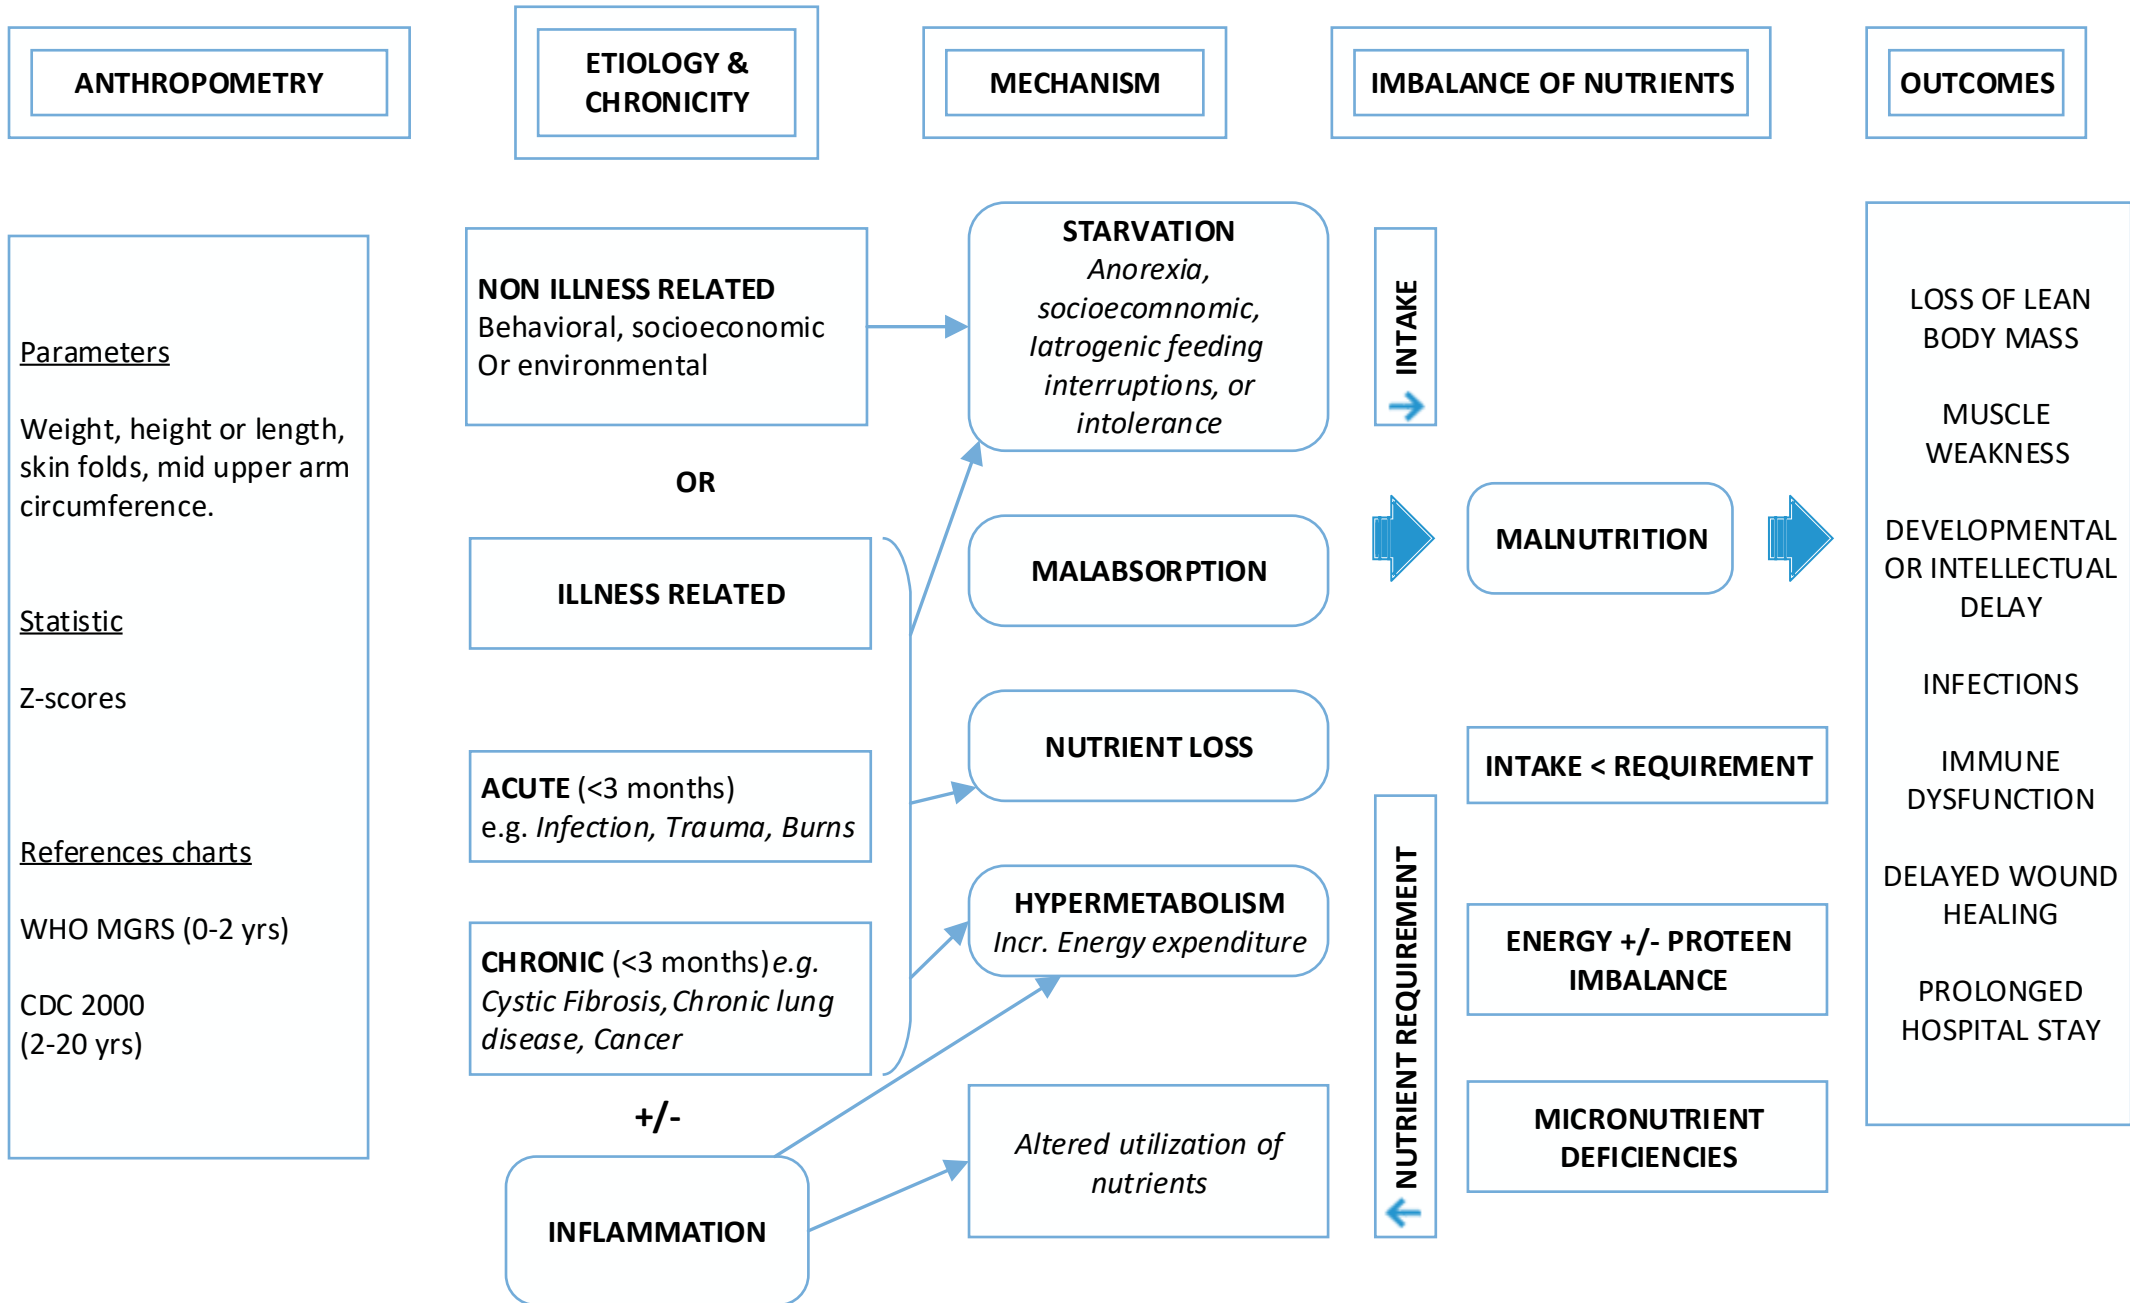 ANTHROPOMETRY
ETIOLOGY &
CHRONICITY
MECHANISM
IMBALANCE OF NUTRIENTS
OUTCOMES
Parameters
Weight, height or length,
skin folds, mid upper arm
circumference.
Statistic
Z-scores
References charts
WHO MGRS (0-2 yrs)
CDC 2000
(2-20 yrs)
NON ILLNESS RELATED
Behavioral, socioeconomic
Or environmental
OR
ILLNESS RELATED
ACUTE (<3 months)
e.g. Infection, Trauma, Burns
CHRONIC (<3 months) e.g.
Cystic Fibrosis, Chronic lung
disease, Cancer
+/-
INFLAMMATION
STARVATION
Anorexia,
socioecomnomic,
Iatrogenic feeding
interruptions, or
intolerance
MALABSORPTION
NUTRIENT LOSS
HYPERMETABOLISM
Incr. Energy expenditure
Altered utilization of
nutrients
INTAKE
NUTRIENT REQUIREMENT
MALNUTRITION
INTAKE < REQUIREMENT
ENERGY +/- PROTEEN
IMBALANCE
MICRONUTRIENT
DEFICIENCIES
LOSS OF LEAN
BODY MASS
MUSCLE
WEAKNESS
DEVELOPMENTAL
OR INTELLECTUAL
DELAY
INFECTIONS
IMMUNE
DYSFUNCTION
DELAYED WOUND
HEALING
PROLONGED
HOSPITAL STAY